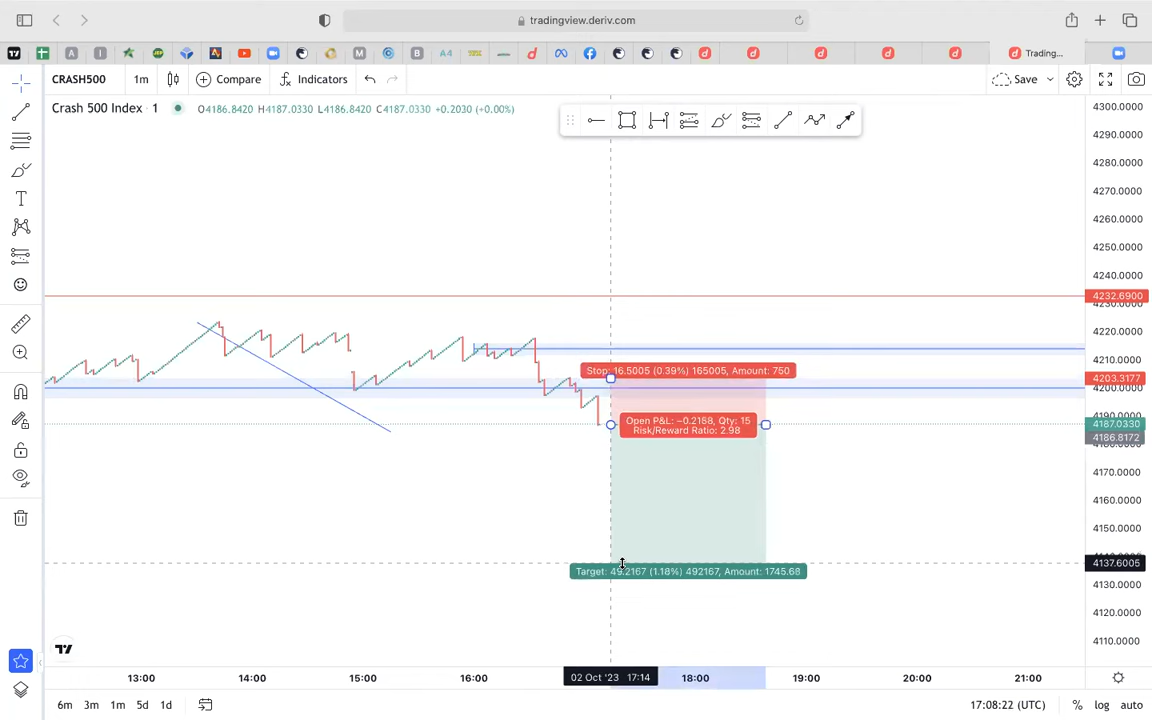 tradingview.deriv.com
A
I
B
A4
Trading...
CRASH500
1m
Compare
Indicators
Save
Crash 500 Index · 1
O4186.8420 H4187.0330 L4186.8420 C4187.0330 +0.2030 (+0.00%)
4300.0000
4290.0000
4280.0000
4270.0000
4260.0000
4250.0000
4240.0000
4232.6900
4230.0000
4220.0000
4210.0000
Stop: 16.5005 (0.39%) 165005, Amount: 750
4203.3177
4200.0000
4190.0000
Open P&L: −0.2158, Qty: 15
Risk/Reward Ratio: 2.98
4187.0330
4186.8172
4170.0000
4160.0000
4150.0000
4137.6005
Target: 49.2167 (1.18%) 492167, Amount: 1745.68
4130.0000
4120.0000
4110.0000
13:00
14:00
15:00
16:00
02 Oct '23 17:14
18:00
19:00
20:00
21:00
6m
3m
1m
5d
1d
17:08:22 (UTC)
%
log
auto